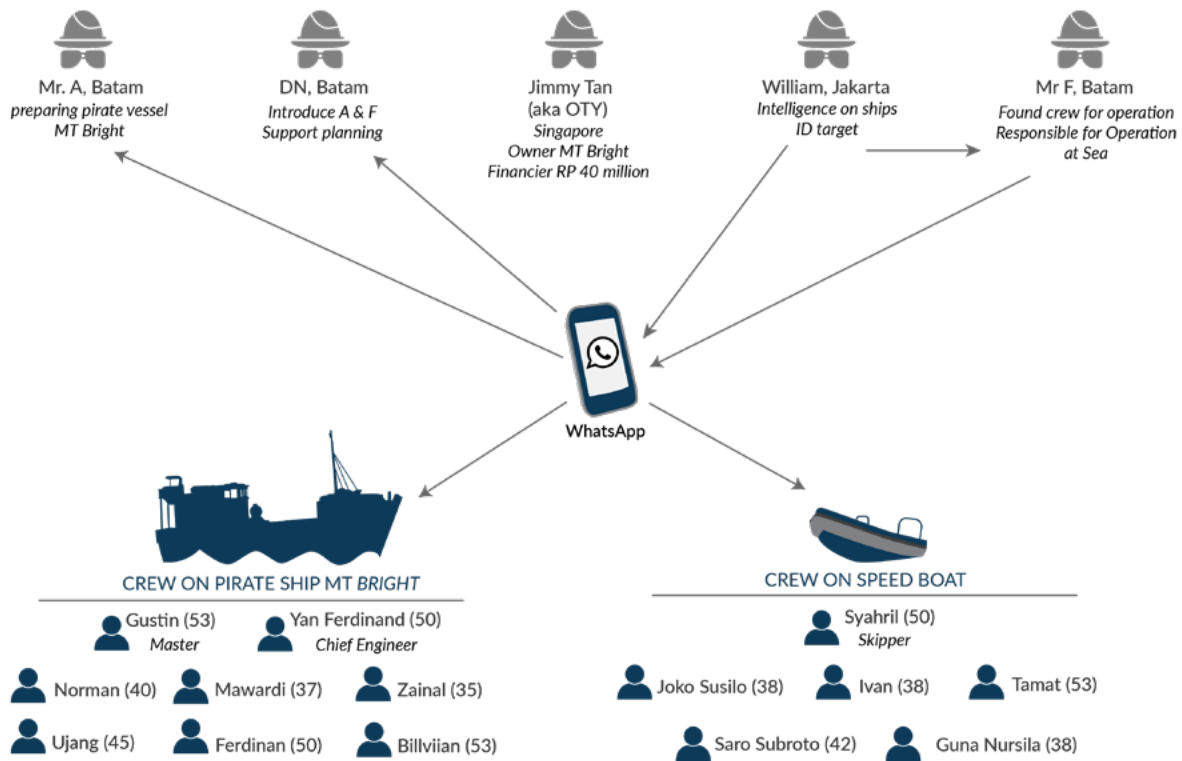 Mr. A, Batam
preparing pirate vessel
MT Bright
DN, Batam
Introduce A & F
Support planning
Jimmy Tan
(aka OTY)
Singapore
Owner MT Bright
Financier RP 40 million
William, Jakarta
Intelligence on ships
ID target
Mr F, Batam
Found crew for operation
Responsible for Operation
at Sea
WhatsApp
CREW ON PIRATE SHIP MT BRIGHT
Gustin (53)
Master
Yan Ferdinand (50)
Chief Engineer
Norman (40)
Mawardi (37)
Zainal (35)
Ujang (45)
Ferdinan (50)
Billviian (53)
CREW ON SPEED BOAT
Syahril (50)
Skipper
Joko Susilo (38)
Ivan (38)
Tamat (53)
Saro Subroto (42)
Guna Nursila (38)